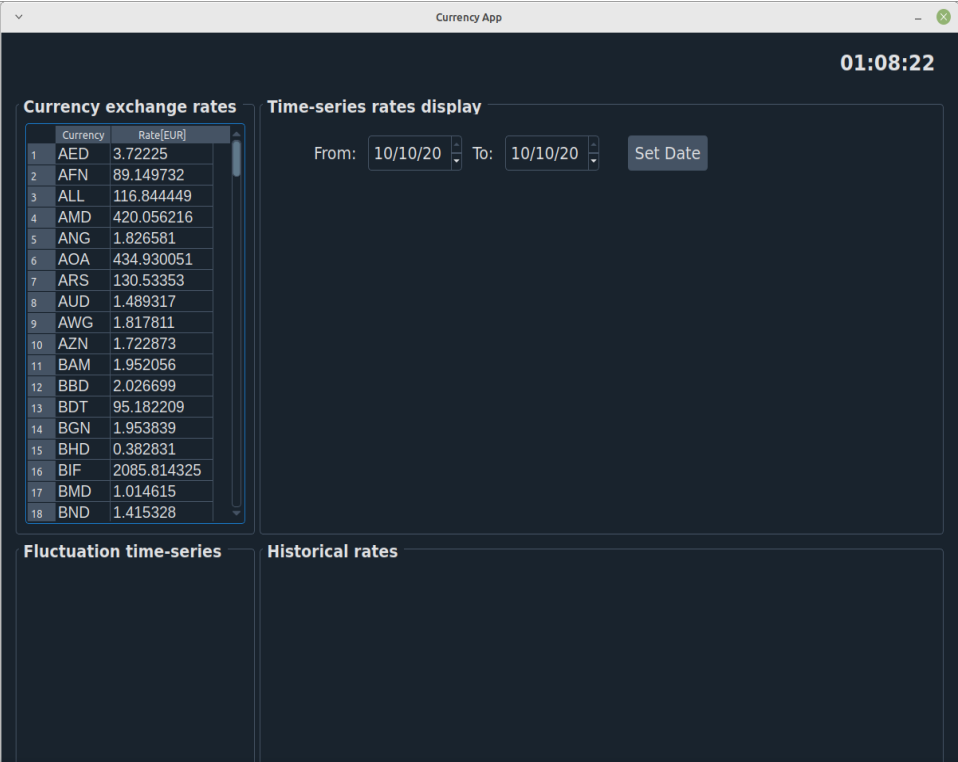 Currency App
01:08:22
Currency exchange rates
Currency Rate[EUR]
1 AED 3.72225
2 AFN 89.149732
3 ALL 116.844449
4 AMD 420.056216
5 ANG 1.826581
6 AOA 434.930051
7 ARS 130.53353
8 AUD 1.489317
9 AWG 1.817811
10 AZN 1.722873
11 BAM 1.952056
12 BBD 2.026699
13 BDT 95.182209
14 BGN 1.953839
15 BHD 0.382831
16 BIF 2085.814325
17 BMD 1.014615
18 BND 1.415328
Time-series rates display
From: 10/10/20 To: 10/10/20 Set Date
Fluctuation time-series
Historical rates